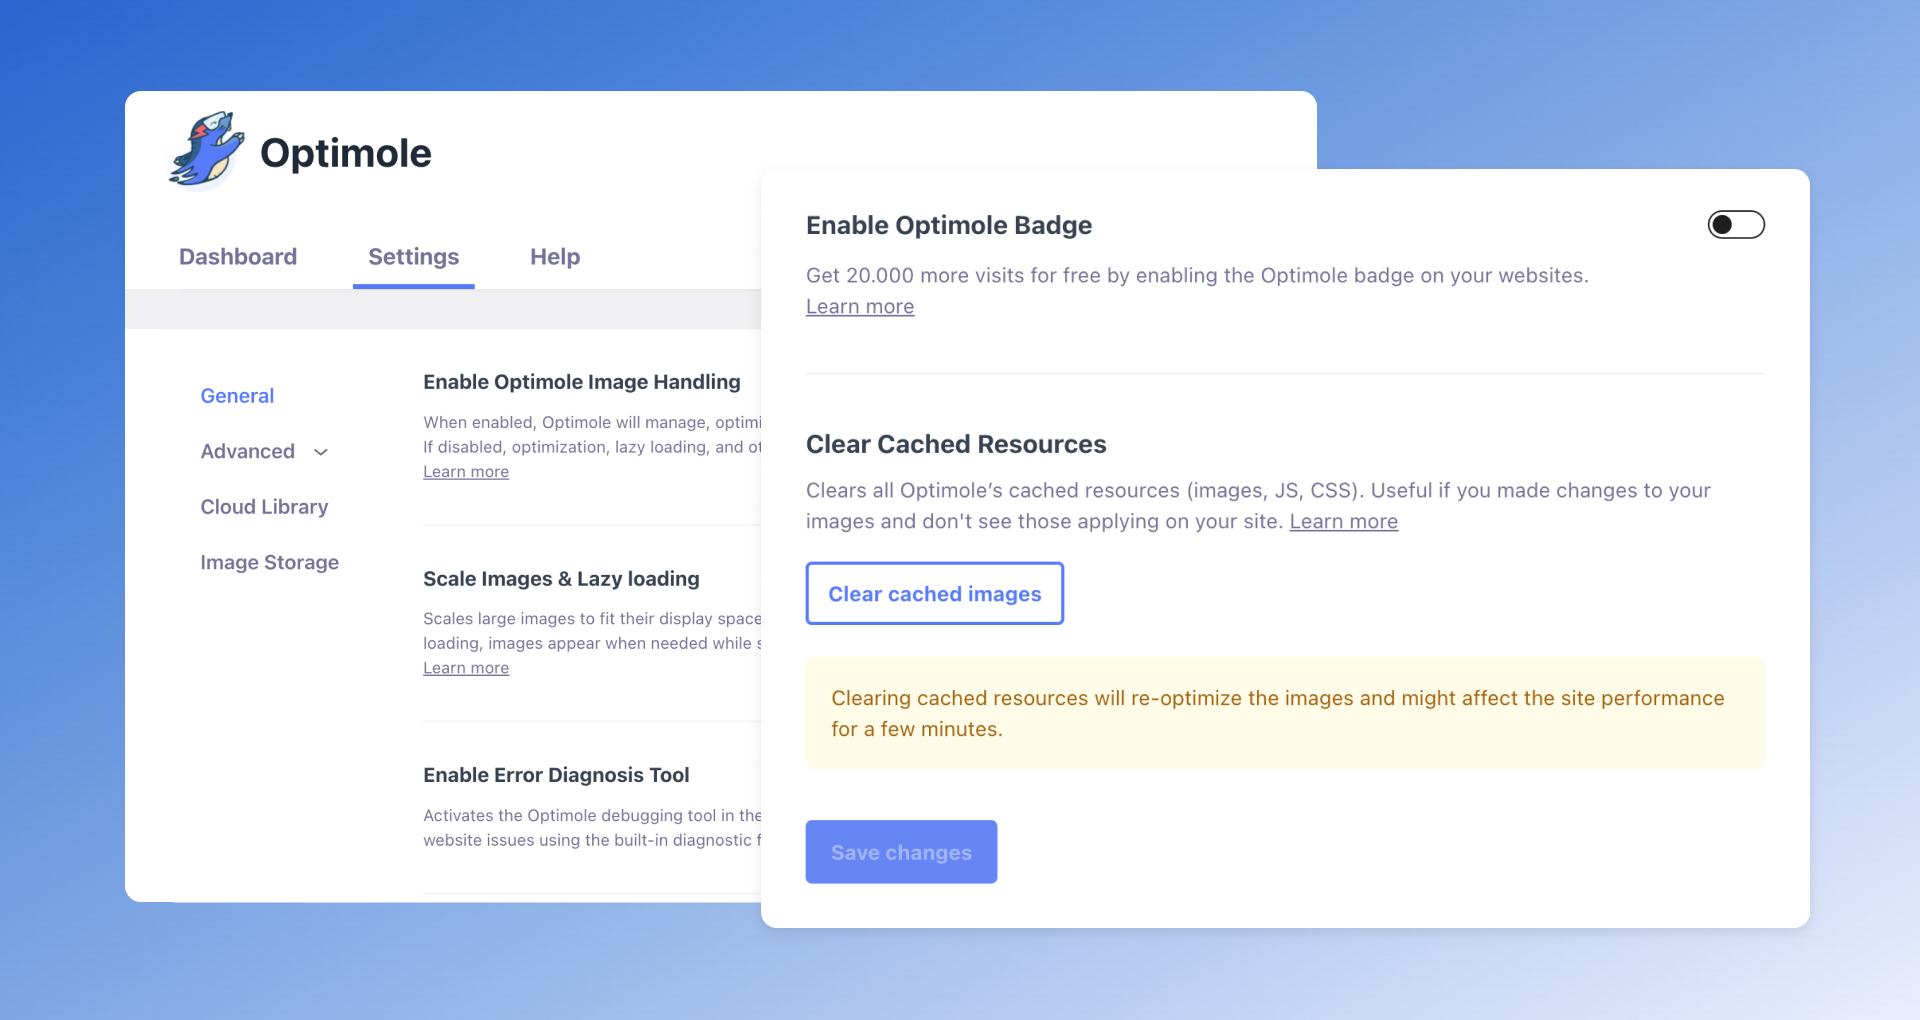 Optimole
Dashboard
Settings
Help
General
Advanced
Cloud Library
Image Storage
Enable Optimole Image Handling
When enabled, Optimole will manage, optimi
If disabled, optimization, lazy loading, and ot
Learn more
Scale Images & Lazy loading
Scales large images to fit their display space
loading, images appear when needed while s
Learn more
Enable Error Diagnosis Tool
Activates the Optimole debugging tool in the
website issues using the built-in diagnostic f
Enable Optimole Badge
Get 20.000 more visits for free by enabling the Optimole badge on your websites.
Learn more
Clear Cached Resources
Clears all Optimole’s cached resources (images, JS, CSS). Useful if you made changes to your
images and don't see those applying on your site. Learn more
Clear cached images
Clearing cached resources will re-optimize the images and might affect the site performance
for a few minutes.
Save changes